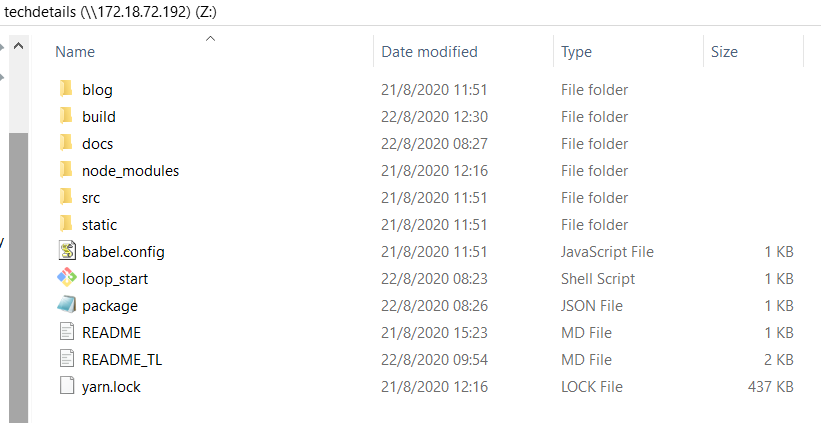 techdetails (\\172.18.72.192) (Z:)
Name Date modified Type Size
blog 21/8/2020 11:51 File folder
build 22/8/2020 12:30 File folder
docs 22/8/2020 08:27 File folder
node_modules 21/8/2020 12:16 File folder
src 21/8/2020 11:51 File folder
static 21/8/2020 11:51 File folder
babel.config 21/8/2020 11:51 JavaScript File 1 KB
loop_start 22/8/2020 08:23 Shell Script 1 KB
package 22/8/2020 08:26 JSON File 1 KB
README 21/8/2020 15:23 MD File 1 KB
README_TL 22/8/2020 09:54 MD File 2 KB
yarn.lock 21/8/2020 12:16 LOCK File 437 KB